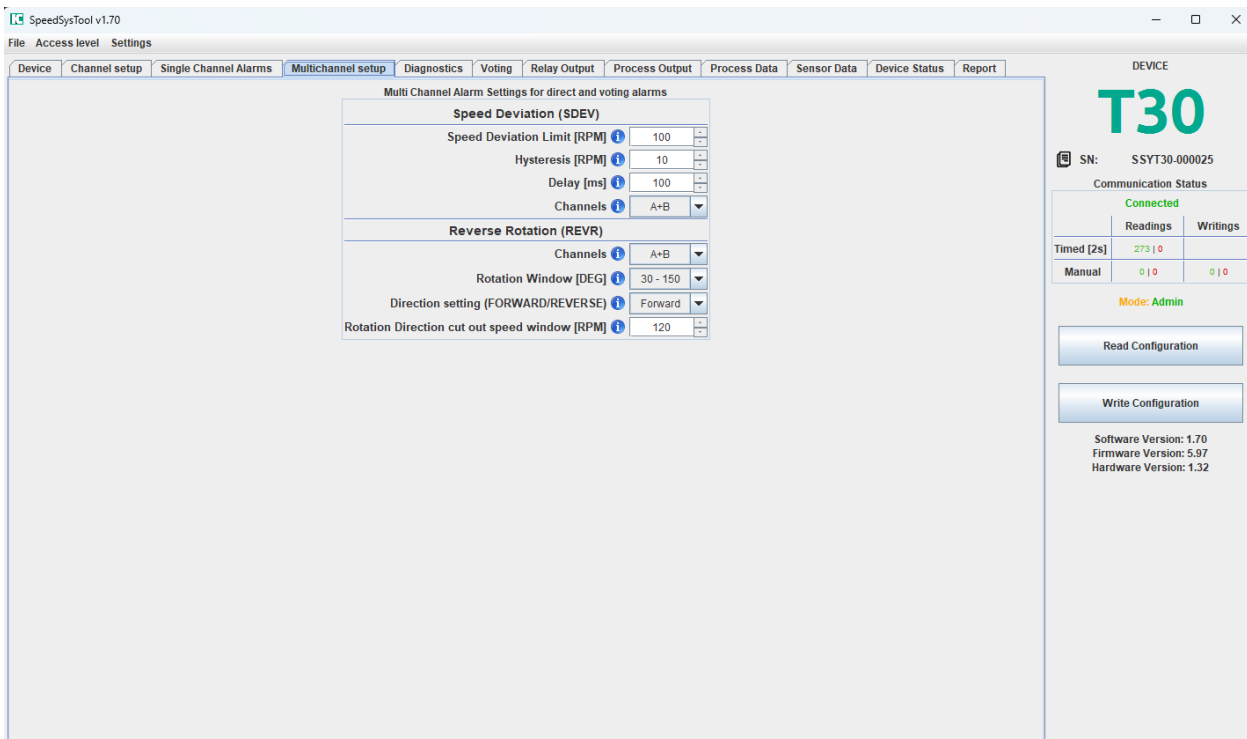 SpeedSysTool v1.70
File Access level Settings
Device Channel setup Single Channel Alarms Multichannel setup Diagnostics Voting Relay Output Process Output Process Data Sensor Data Device Status Report
Multi Channel Alarm Settings for direct and voting alarms
Speed Deviation (SDEV)
Speed Deviation Limit [RPM] 100
Hysteresis [RPM] 10
Delay [ms] 100
Channels A+B
Reverse Rotation (REVR)
Channels A+B
Rotation Window [DEG] 30 - 150
Direction setting (FORWARD/REVERSE) Forward
Rotation Direction cut out speed window [RPM] 120
DEVICE
T30
SN: SSYT30-000025
Communication Status
Connected
Readings Writings
Timed [2s] 273 | 0
Manual 0 | 0 0 | 0
Mode: Admin
Read Configuration
Write Configuration
Software Version: 1.70
Firmware Version: 5.97
Hardware Version: 1.32